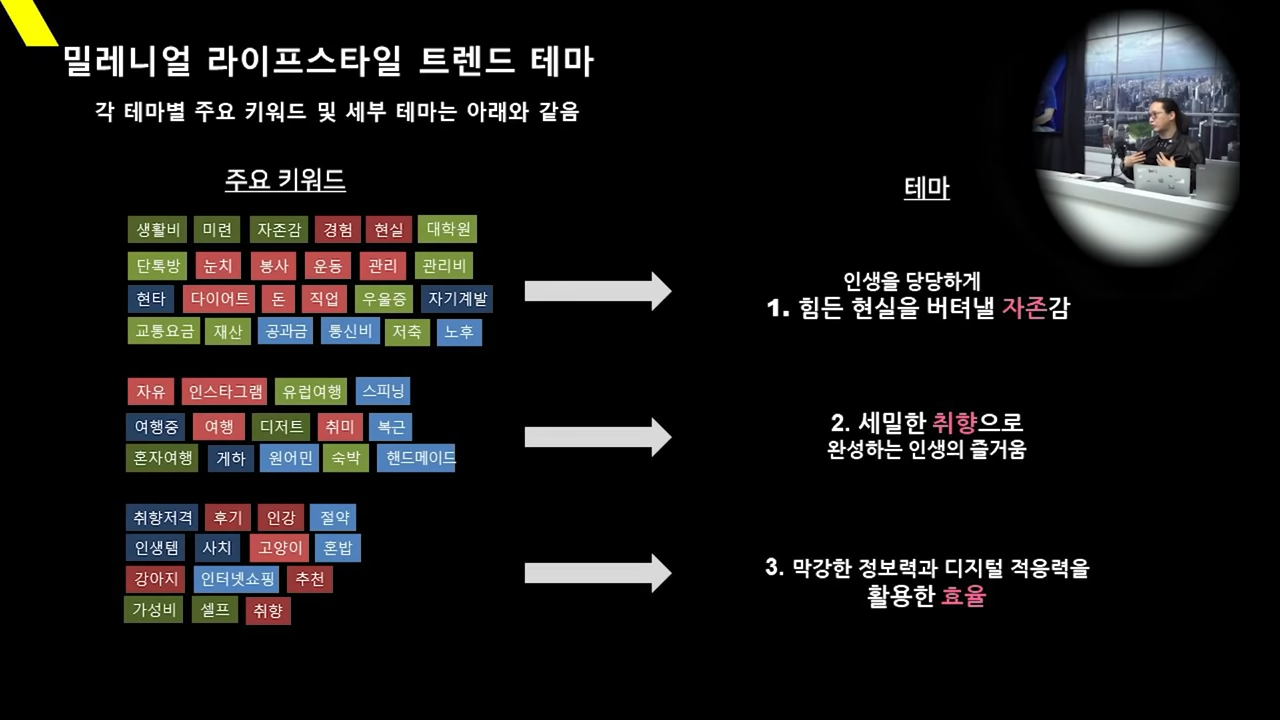 밀레니얼 라이프스타일 트렌드 테마
각 테마별 주요 키워드 및 세부 테마는 아래와 같음
주요 키워드
생활비 미련 자존감 경험 현실 대학원
단톡방 눈치 봉사 운동 관리 관리비
현타 다이어트 돈 직업 우울증 자기계발
교통요금 재산 공과금 통신비 저축 노후
자유 인스타그램 유럽여행 스피닝
여행중 여행 디저트 취미 복근
혼자여행 게하 원어민 숙박 핸드메이드
취향저격 후기 인강 절약
인생템 사치 고양이 혼밥
강아지 인터넷쇼핑 추천
가성비 셀프 취향
테마
인생을 당당하게
1. 힘든 현실을 버텨낼 자존감
2. 세밀한 취향으로
완성하는 인생의 즐거움
3. 막강한 정보력과 디지털 적응력을
활용한 효율